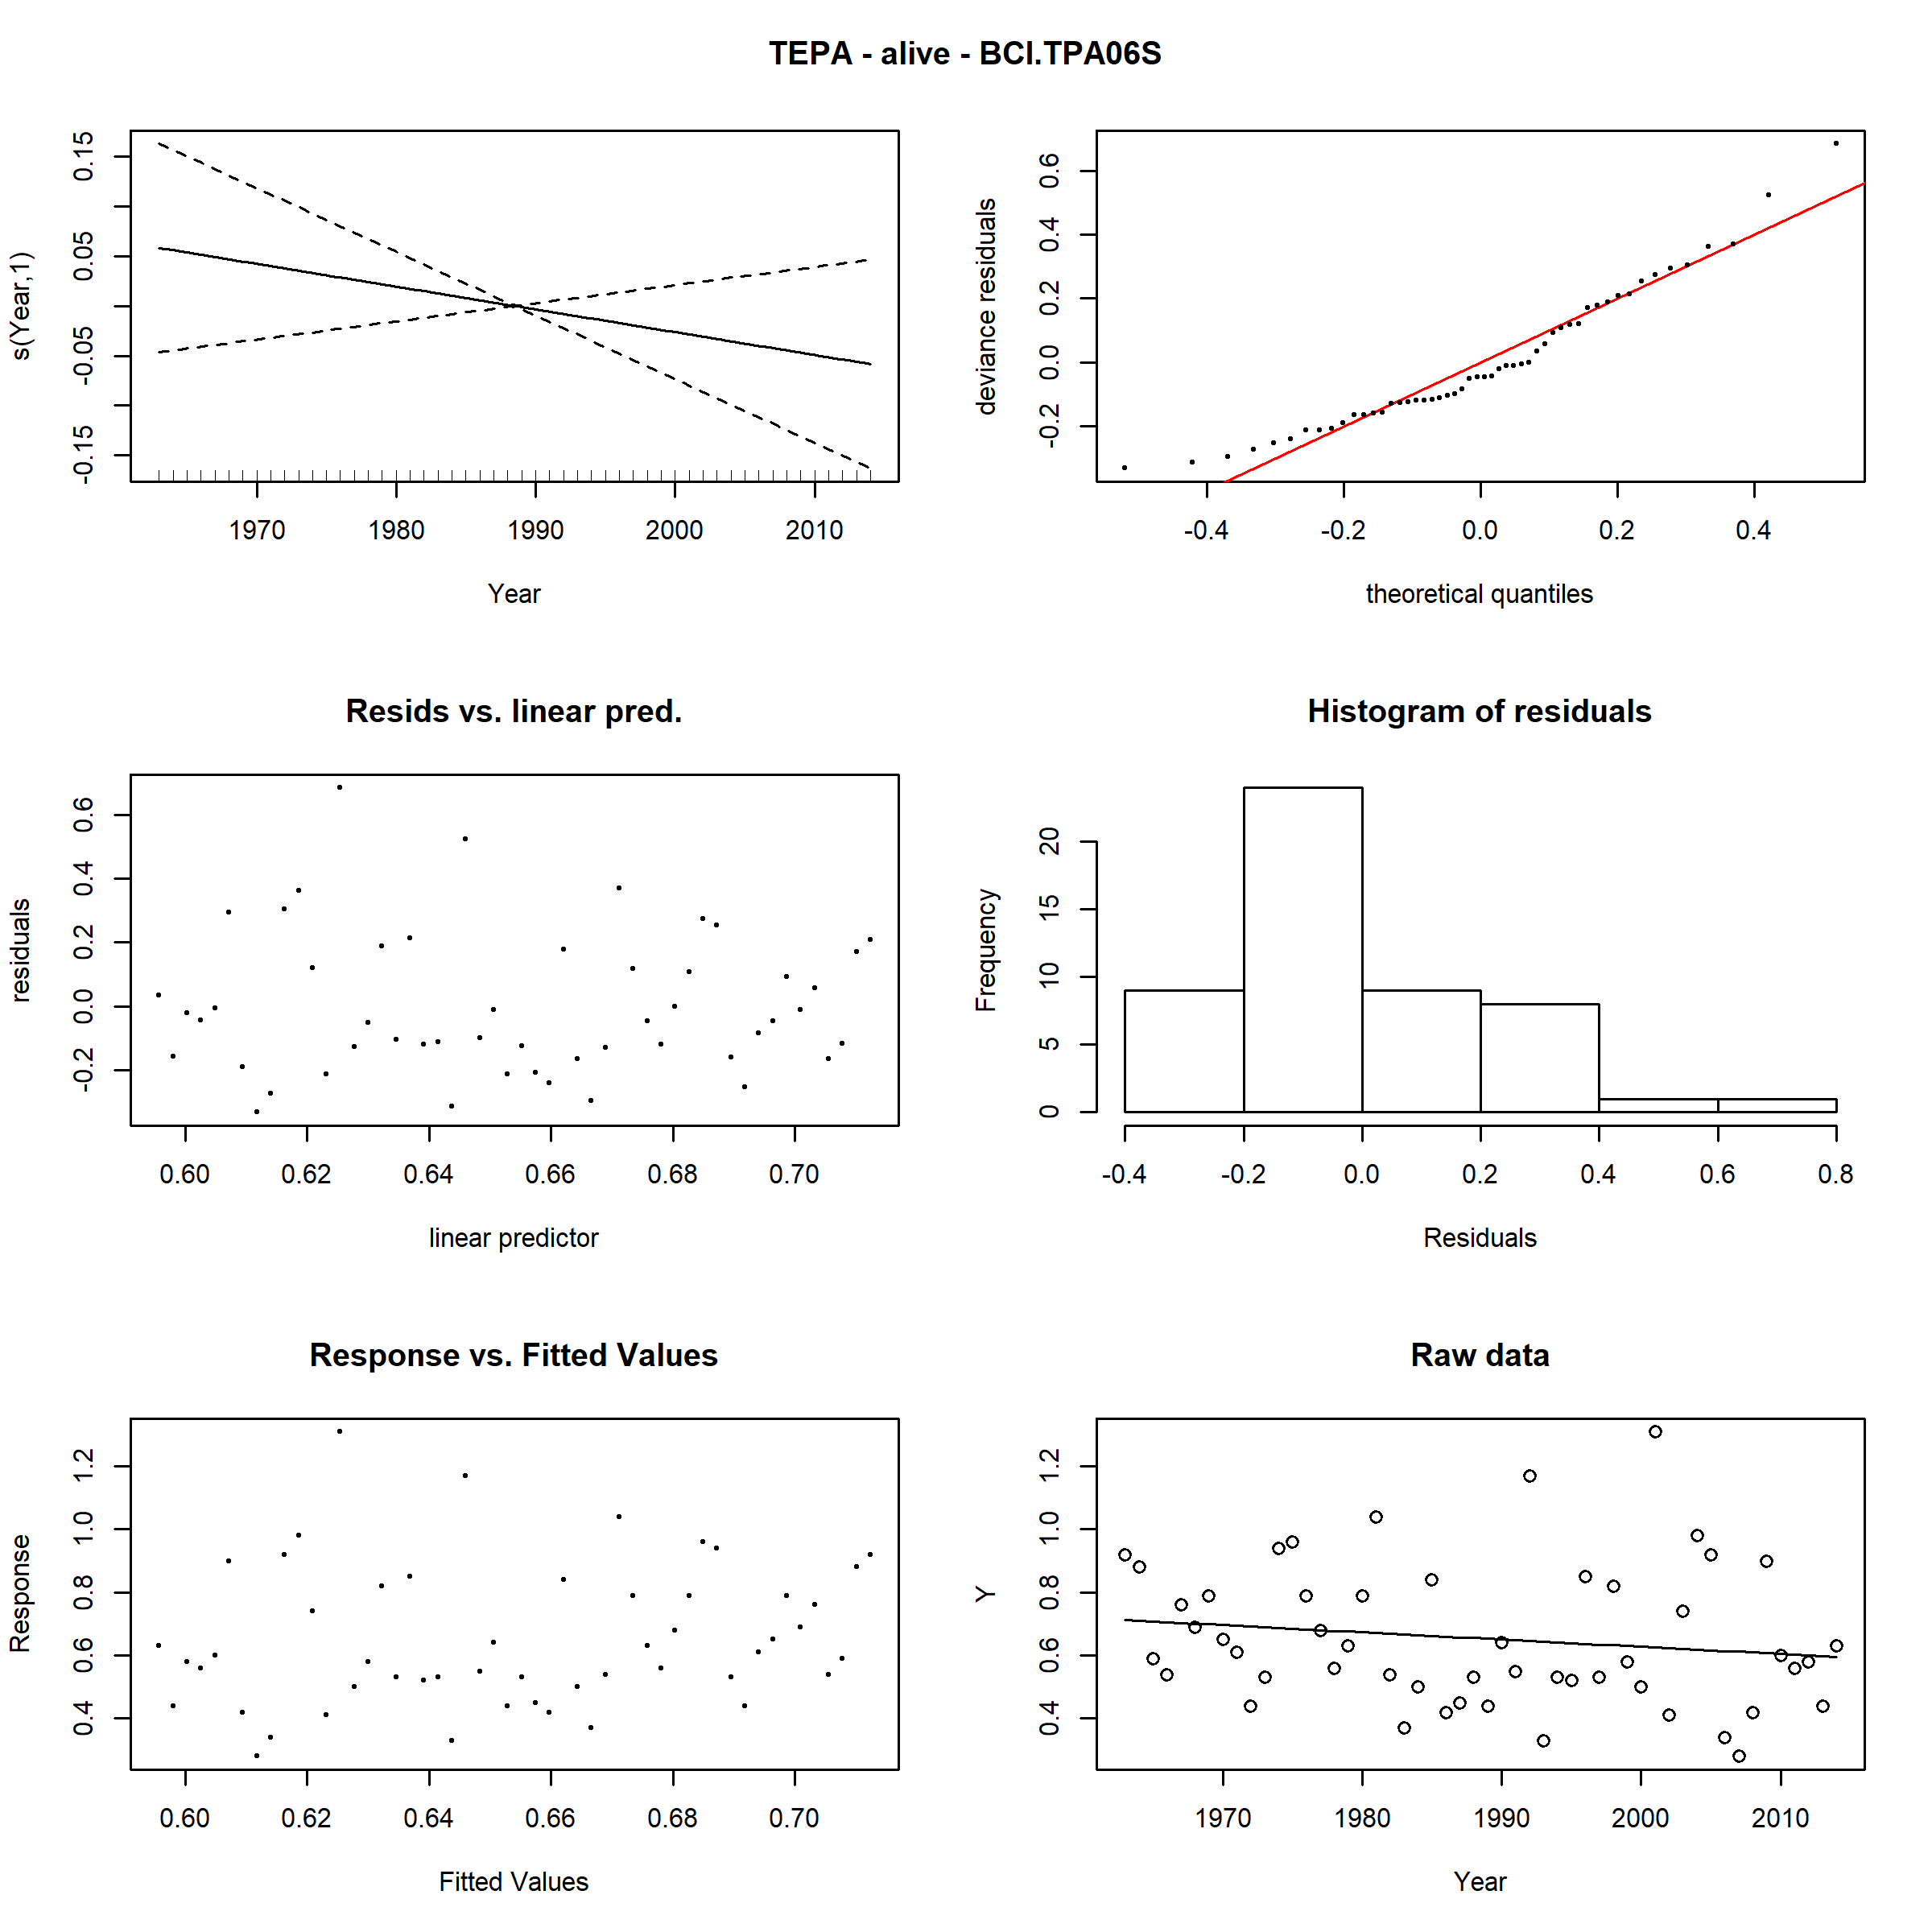 TEPA - alive - BCI.TPA06S
s(Year,1)
0.15
0.05
-0.05
-0.15
1970 1980 1990 2000 2010
Year
deviance residuals
0.6
0.4
0.2
0.0
-0.2
-0.4 -0.2 0.0 0.2 0.4
theoretical quantiles
Resids vs. linear pred.
residuals
0.6
0.4
0.2
0.0
-0.2
0.60 0.62 0.64 0.66 0.68 0.70
linear predictor
Histogram of residuals
Frequency
20
15
10
5
0
-0.4 -0.2 0.0 0.2 0.4 0.6 0.8
Residuals
Response vs. Fitted Values
Response
1.2
1.0
0.8
0.6
0.4
0.60 0.62 0.64 0.66 0.68 0.70
Fitted Values
Raw data
Y
1.2
1.0
0.8
0.6
0.4
1970 1980 1990 2000 2010
Year